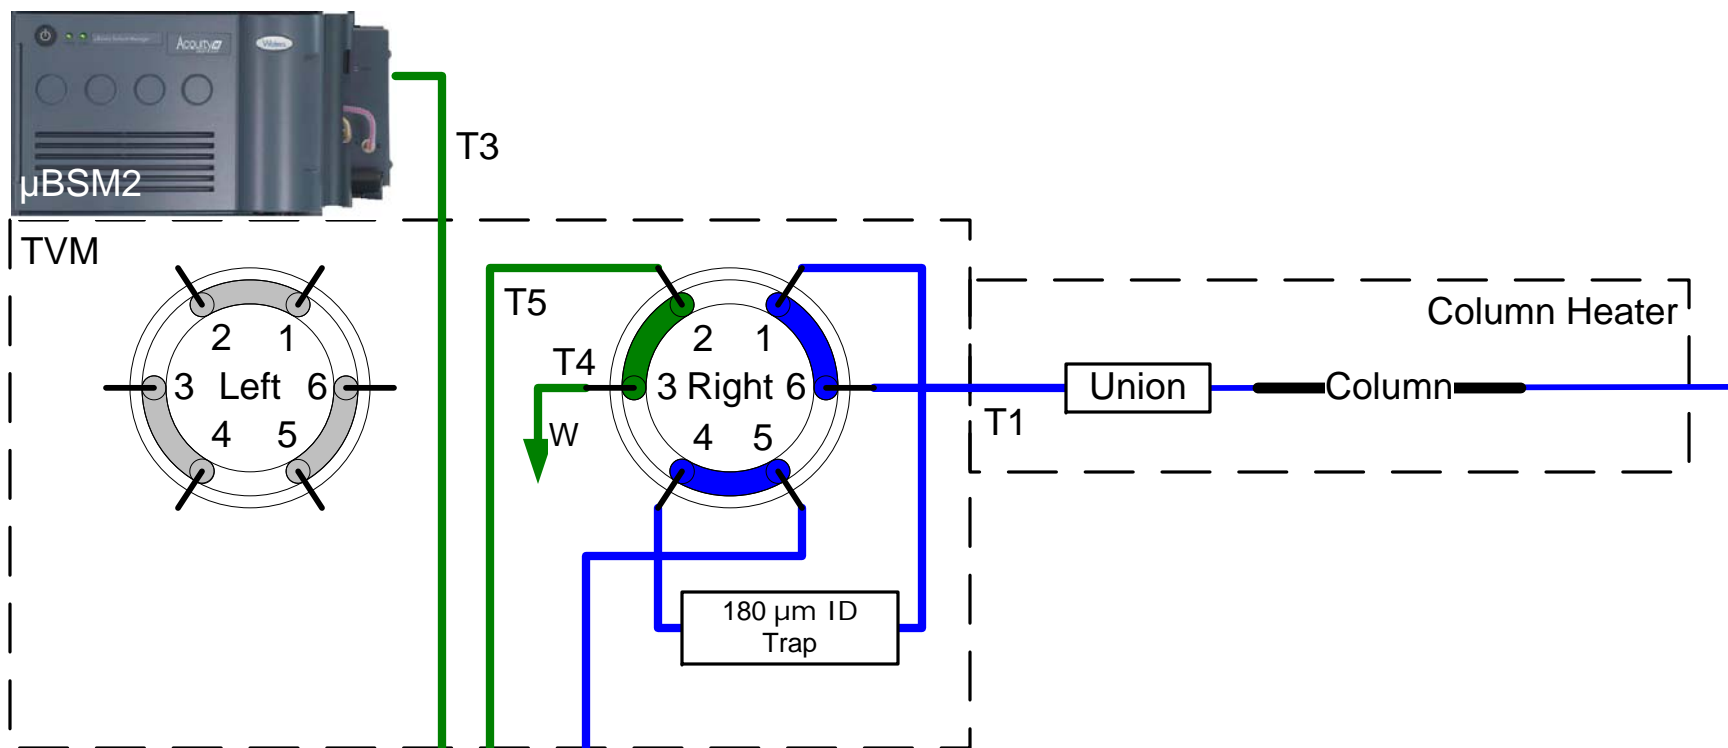 Acquity
Waters
µBSM2
T3
TVM
T5
T4
W
2 1
3 Left 6
4 5
2 1
3 Right 6
4 5
T1
Column Heater
Union
Column
180 µm ID
Trap